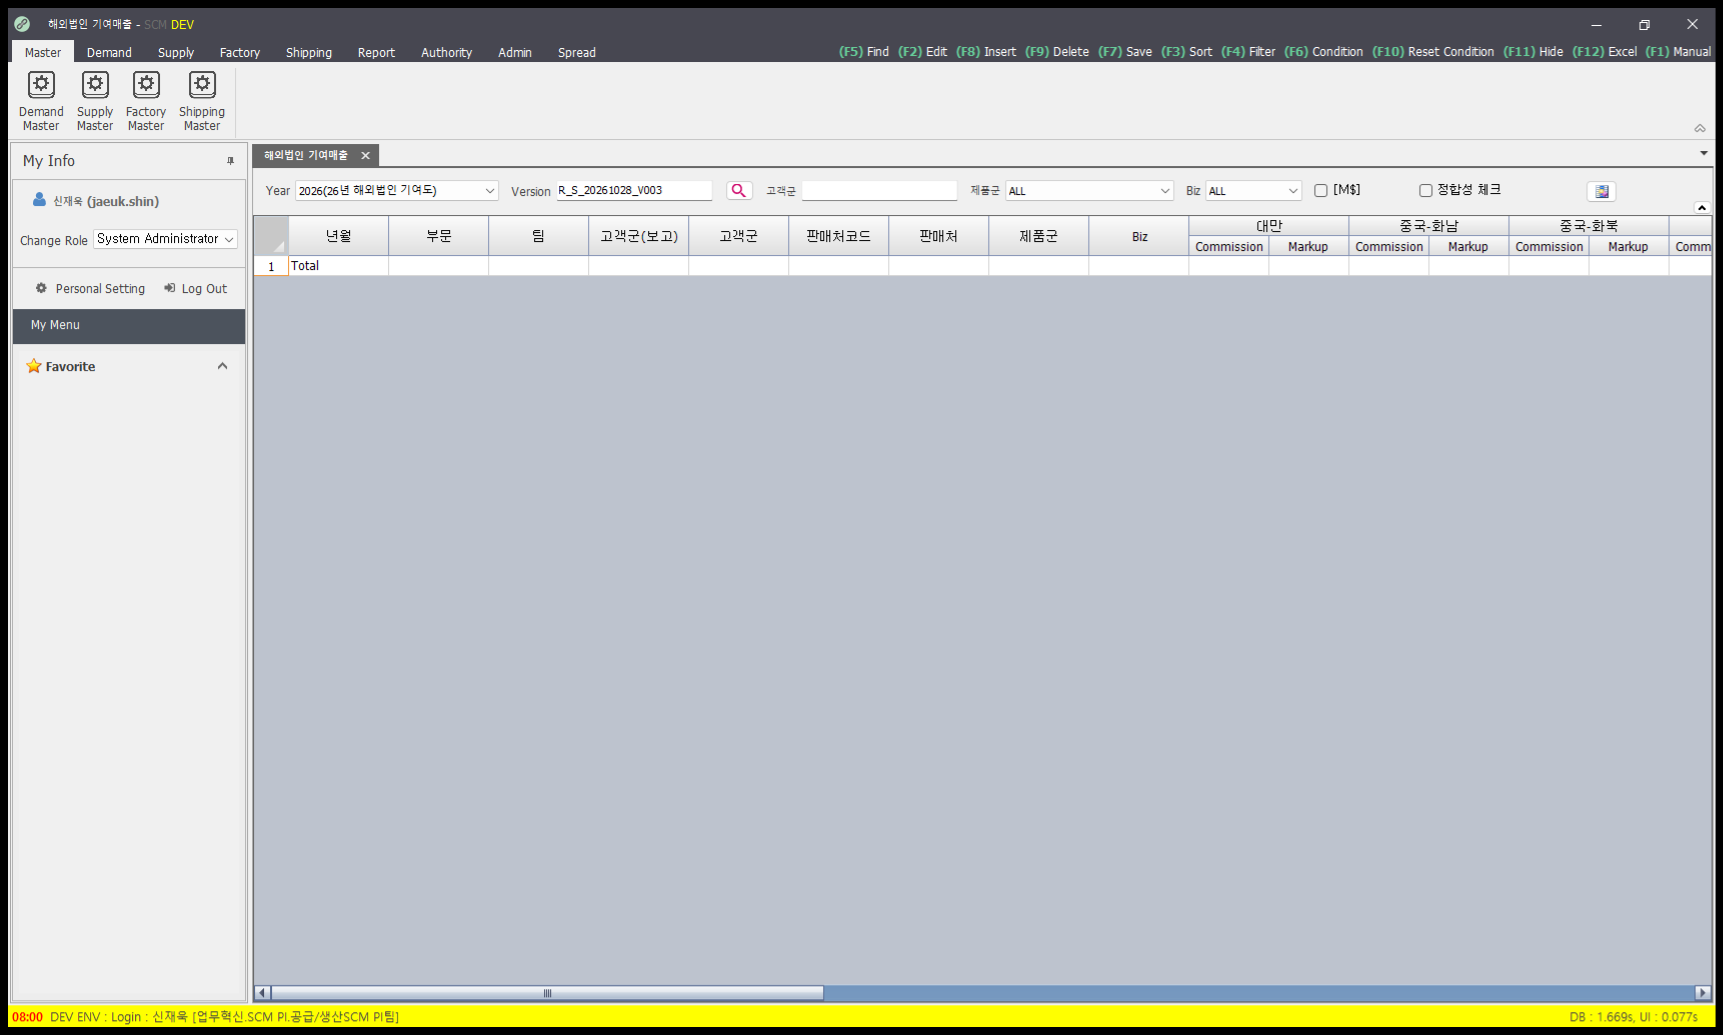 해외법인 기여매출 - SCM DEV
Master Demand Supply Factory Shipping Report Authority Admin Spread (F5) Find (F2) Edit (F8) Insert (F9) Delete (F7) Save (F3) Sort (F4) Filter (F6) Condition (F10) Reset Condition (F11) Hide (F12) Excel (F1) Manual
Demand Supply Factory Shipping
Master Master Master Master
My Info
신재욱 (jaeuk.shin)
Change Role System Administrator
Personal Setting Log Out
My Menu
Favorite
해외법인 기여매출
Year 2026(26년 해외법인 기여도) Version R_S_20261028_V003 고객군 제품군 ALL Biz ALL [M$] 정합성 체크
년월 부문 팀 고객군(보고) 고객군 판매처코드 판매처 제품군 Biz 대만 중국-화남 중국-화북
Commission Markup Commission Markup Commission Markup Comm
1 Total
08:00 DEV ENV : Login : 신재욱 [업무혁신.SCM PI.공급/생산SCM PI팀] DB : 1.669s, UI : 0.077s